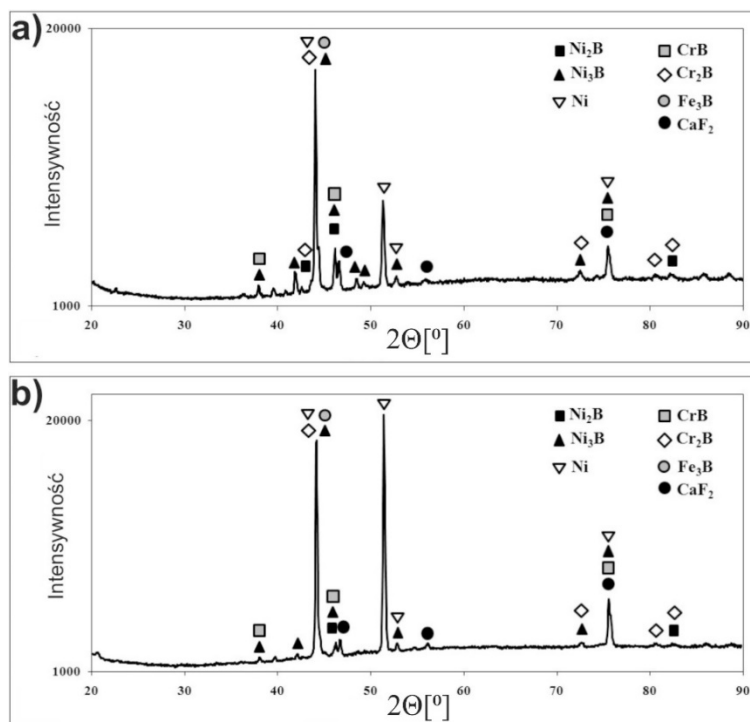 a)
20000
Intensywność
1000
Ni₂B
CrB
Ni₃B
Cr₂B
Ni
Fe₃B
CaF₂
20 30 40 50 60 70 80 90
2Θ[º]
b)
20000
Intensywność
1000
Ni₂B
CrB
Ni₃B
Cr₂B
Ni
Fe₃B
CaF₂
20 30 40 50 60 70 80 90
2Θ[º]